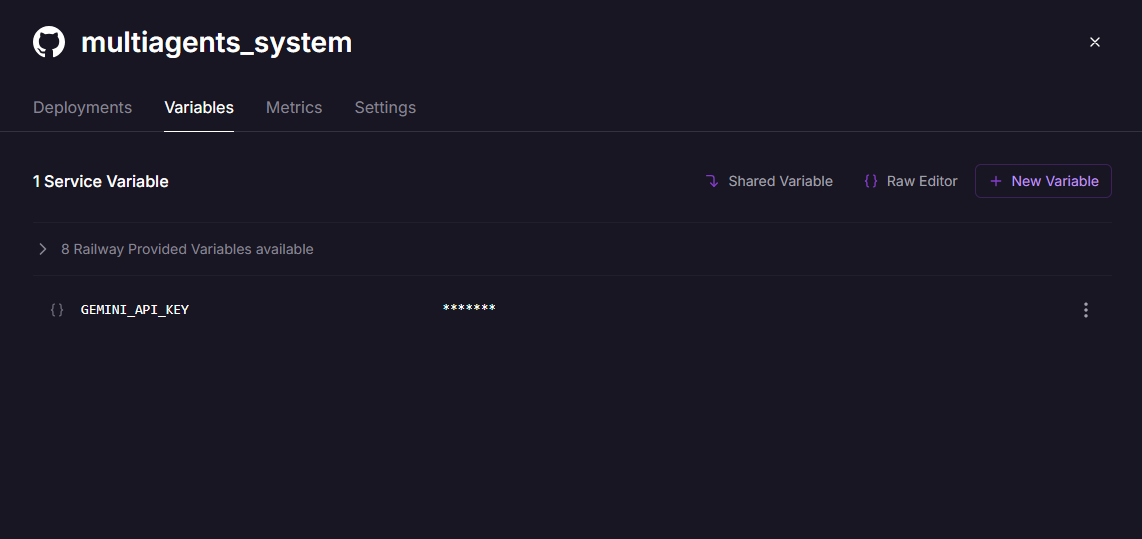 multiagents_system
Deployments Variables Metrics Settings
1 Service Variable Shared Variable {} Raw Editor + New Variable
8 Railway Provided Variables available
{} GEMINI_API_KEY *******